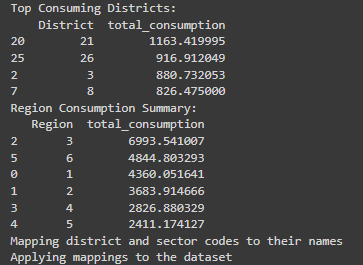 Top Consuming Districts:
District total_consumption
20 21 1163.419995
25 26 916.912049
2 3 880.732053
7 8 826.475000
Region Consumption Summary:
Region total_consumption
2 3 6993.541007
5 6 4844.803293
0 1 4360.051641
1 2 3683.914666
3 4 2826.880329
4 5 2411.174127
Mapping district and sector codes to their names
Applying mappings to the dataset